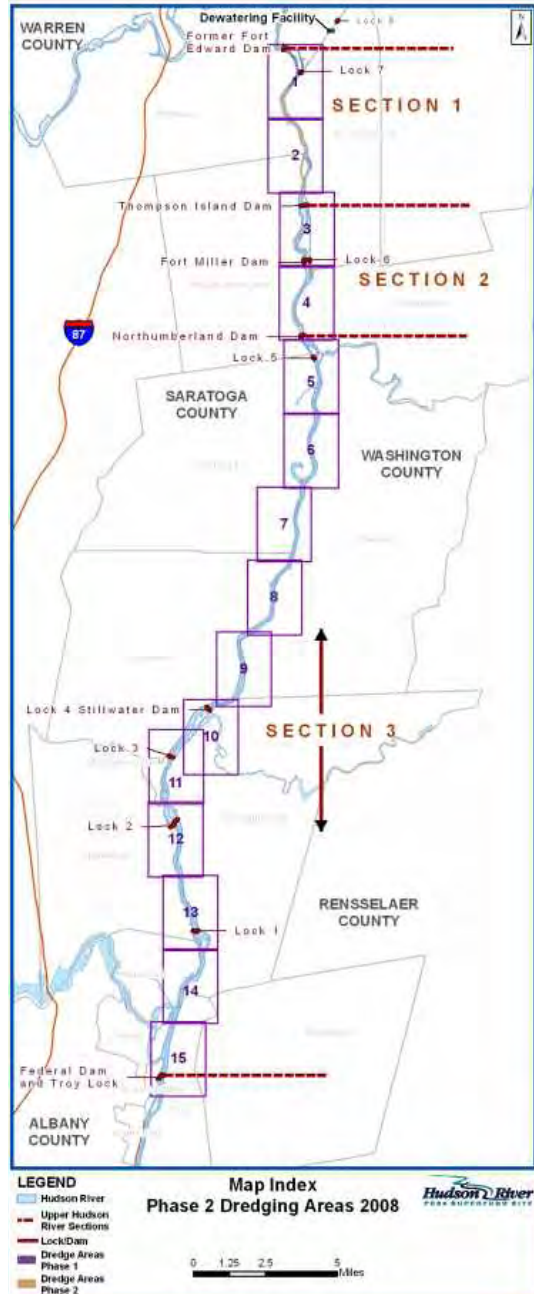 Dewatering Facility
Lock 8
WARREN
COUNTY
Former Fort
Edward Dam
N
Lock 7
1
SECTION 1
2
Thompson Island Dam
3
Fort Miller Dam
Lock 6
SECTION 2
4
87
Northumberland Dam
Lock 5
5
SARATOGA
COUNTY
6
WASHINGTON
COUNTY
7
8
9
Lock 4 Stillwater Dam
10
SECTION 3
Lock 3
11
Lock 2
12
RENSSELAER
COUNTY
13
Lock 1
14
15
Federal Dam
and Troy Lock
ALBANY
COUNTY
LEGEND
Hudson River
Upper Hudson
River Sections
Lock/Dam
Dredge Areas
Phase 1
Dredge Areas
Phase 2
Map Index
Phase 2 Dredging Areas 2008
0 1.25 2.5 5
Miles
Hudson River
PCBs SUPERFUND SITE